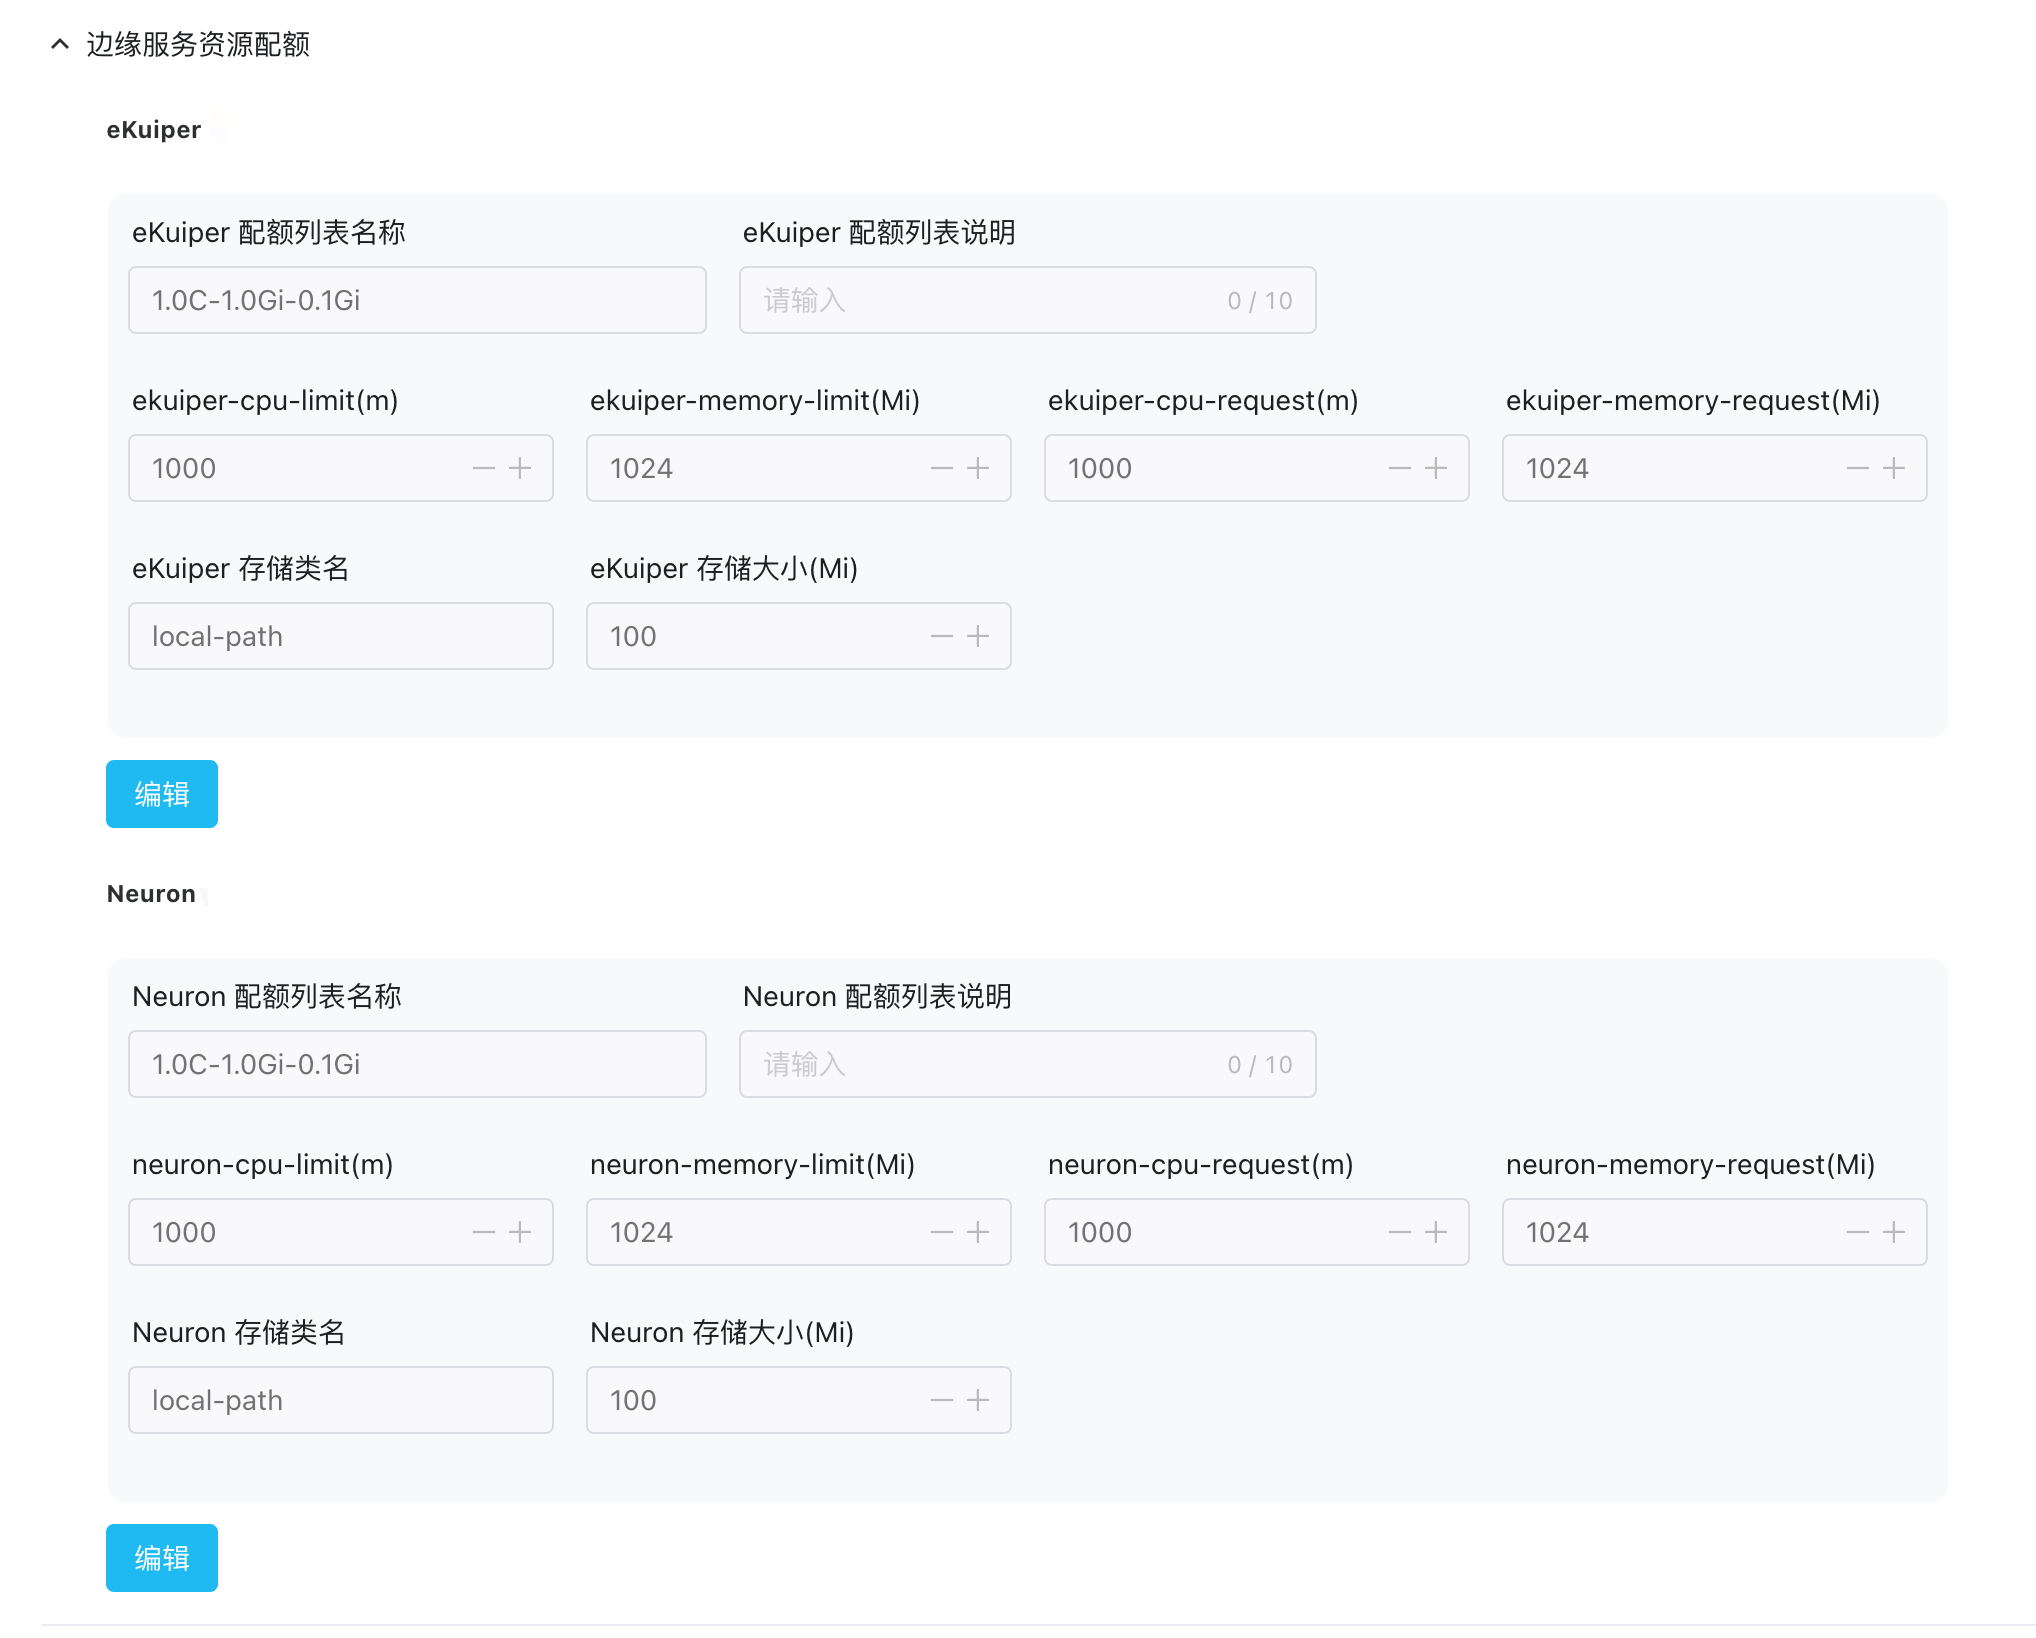 边缘服务资源配额
eKuiper
eKuiper 配额列表名称 eKuiper 配额列表说明
1.0C-1.0Gi-0.1Gi 请输入 0 / 10
ekuiper-cpu-limit(m) ekuiper-memory-limit(Mi) ekuiper-cpu-request(m) ekuiper-memory-request(Mi)
1000 1024 1000 1024
eKuiper 存储类名 eKuiper 存储大小(Mi)
local-path 100
编辑
Neuron
Neuron 配额列表名称 Neuron 配额列表说明
1.0C-1.0Gi-0.1Gi 请输入 0 / 10
neuron-cpu-limit(m) neuron-memory-limit(Mi) neuron-cpu-request(m) neuron-memory-request(Mi)
1000 1024 1000 1024
Neuron 存储类名 Neuron 存储大小(Mi)
local-path 100
编辑